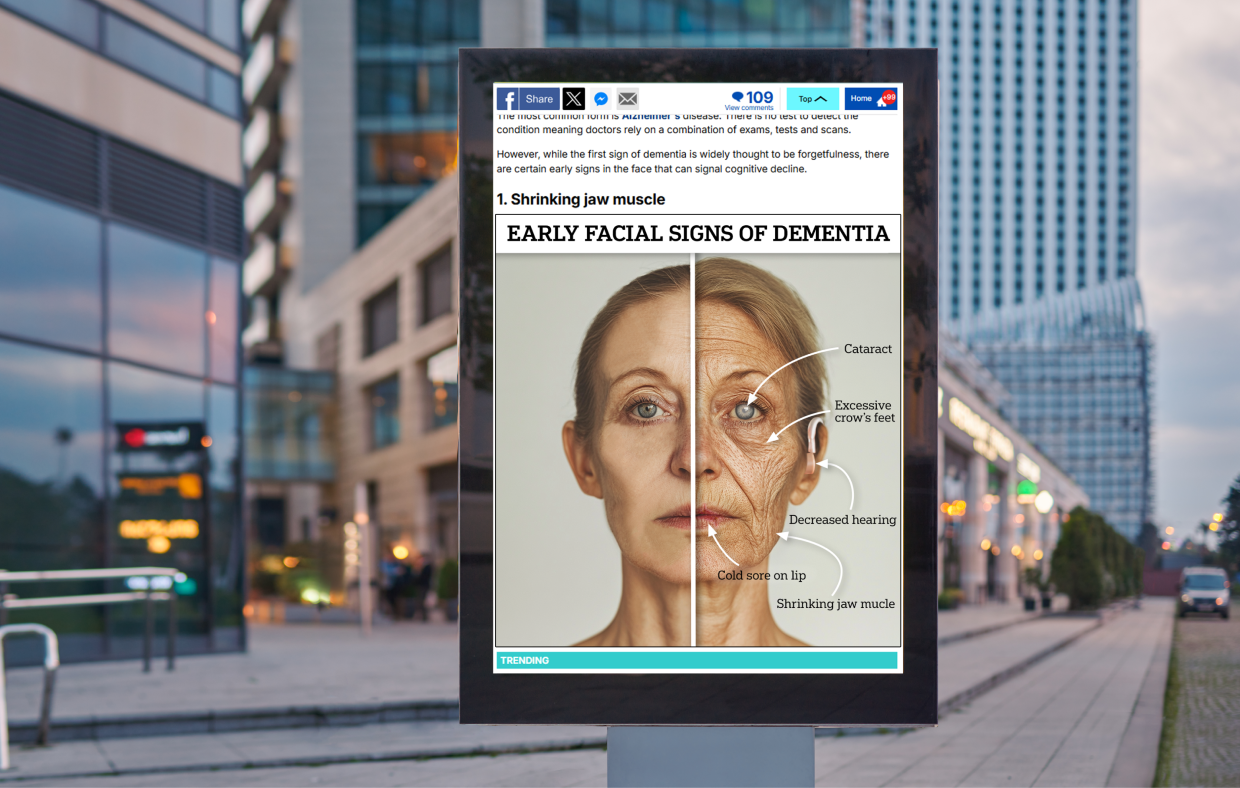 Share
109
View comments
Top
Home
+99
The most common form is Alzheimer's disease. There is no test to detect the
condition meaning doctors rely on a combination of exams, tests and scans.
However, while the first sign of dementia is widely thought to be forgetfulness, there
are certain early signs in the face that can signal cognitive decline.
1. Shrinking jaw muscle
EARLY FACIAL SIGNS OF DEMENTIA
Cataract
Excessive
crow's feet
Decreased hearing
Cold sore on lip
Shrinking jaw mucle
TRENDING